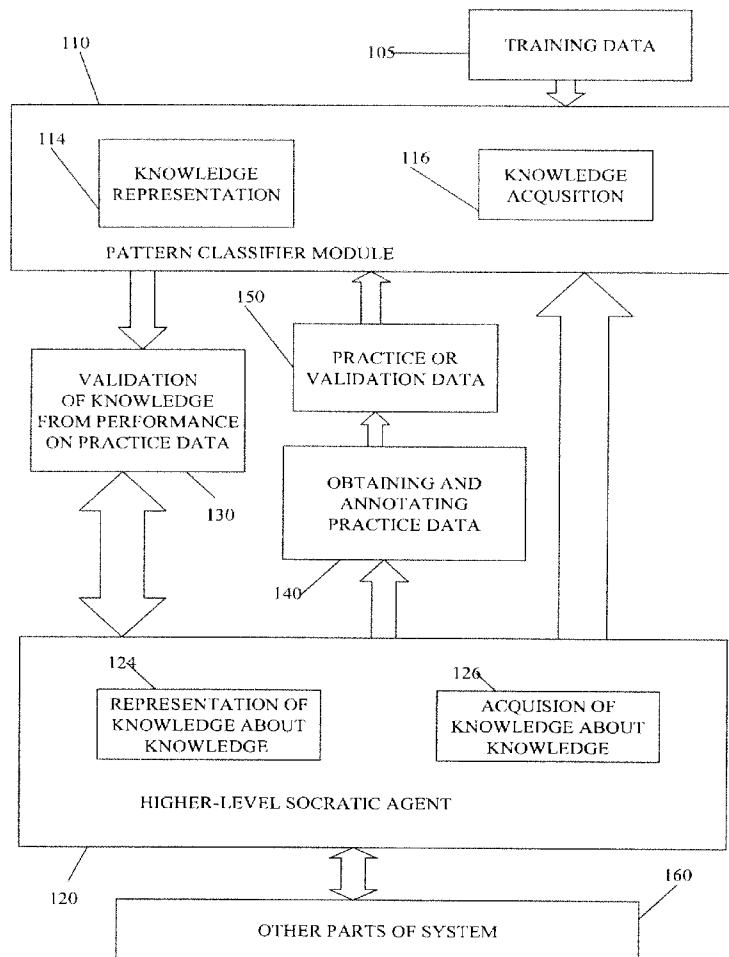 110
105
TRAINING DATA
114
KNOWLEDGE
REPRESENTATION
116
KNOWLEDGE
ACQUSITION
PATTERN CLASSIFIER MODULE
150
PRACTICE OR
VALIDATION DATA
VALIDATION
OF KNOWLEDGE
FROM PERFORMANCE
ON PRACTICE DATA
130
OBTAINING AND
ANNOTATING
PRACTICE DATA
140
124
REPRESENTATION OF
KNOWLEDGE ABOUT
KNOWLEDGE
126
ACQUISION OF
KNOWLEDGE ABOUT
KNOWLEDGE
HIGHER-LEVEL SOCRATIC AGENT
120
160
OTHER PARTS OF SYSTEM